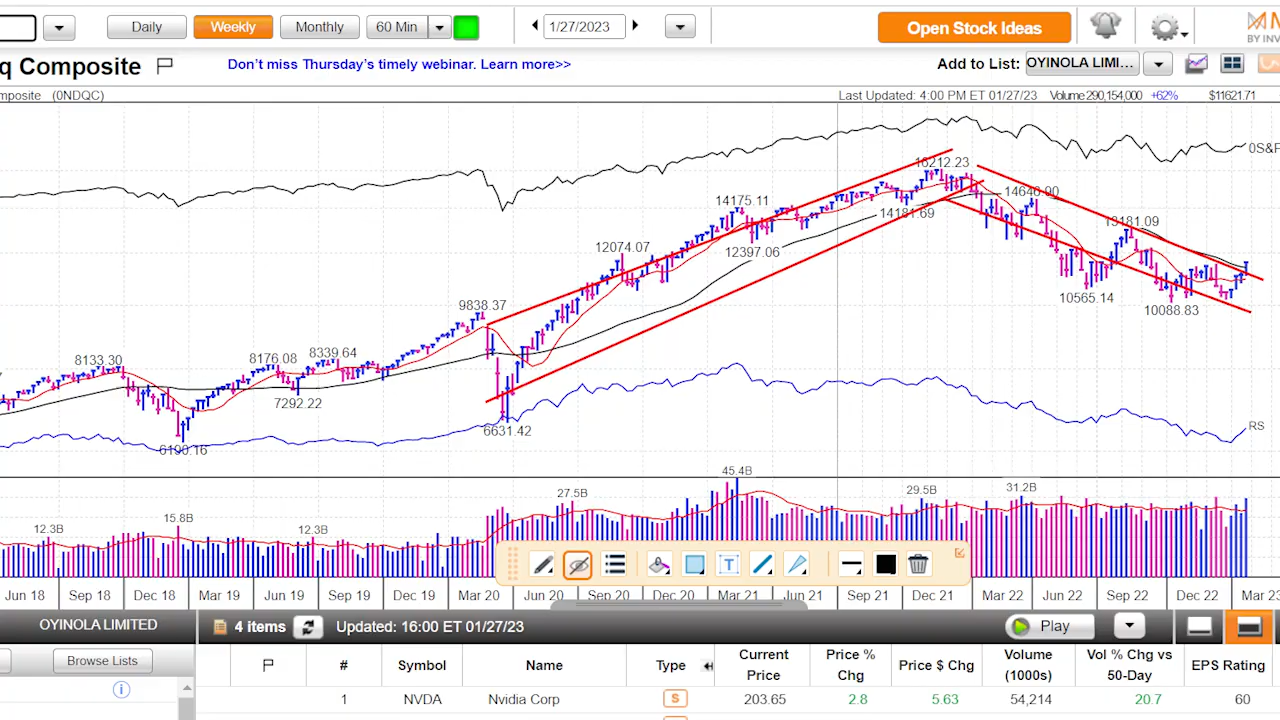 Daily Weekly Monthly 60 Min 1/27/2023 Open Stock Ideas
BY INV
q Composite Don't miss Thursday's timely webinar. Learn more>> Add to List: OYINOLA LIMI...
mposite (0NDQC) Last Updated: 4:00 PM ET 01/27/23 Volume 290,154,000 +62% $11621.71
0S&P
16212.23
14175.11 14181.69 14646.90
13181.09
12074.07 12397.06
10565.14
10088.83
9838.37
8133.30 8176.08 8339.64
7292.22
6631.42 RS
6190.16
45.4B
27.5B 29.5B 31.2B
12.3B 15.8B 12.3B
T
Jun 18 Sep 18 Dec 18 Mar 19 Jun 19 Sep 19 Dec 19 Mar 20 Jun 20 Sep 20 Dec 20 Mar 21 Jun 21 Sep 21 Dec 21 Mar 22 Jun 22 Sep 22 Dec 22 Mar 23
OYINOLA LIMITED 4 items Updated: 16:00 ET 01/27/23 Play
Browse Lists
# Symbol Name Type Current Price Price % Chg Price $ Chg Volume (1000s) Vol % Chg vs 50-Day EPS Rating
1 NVDA Nvidia Corp S 203.65 2.8 5.63 54,214 20.7 60